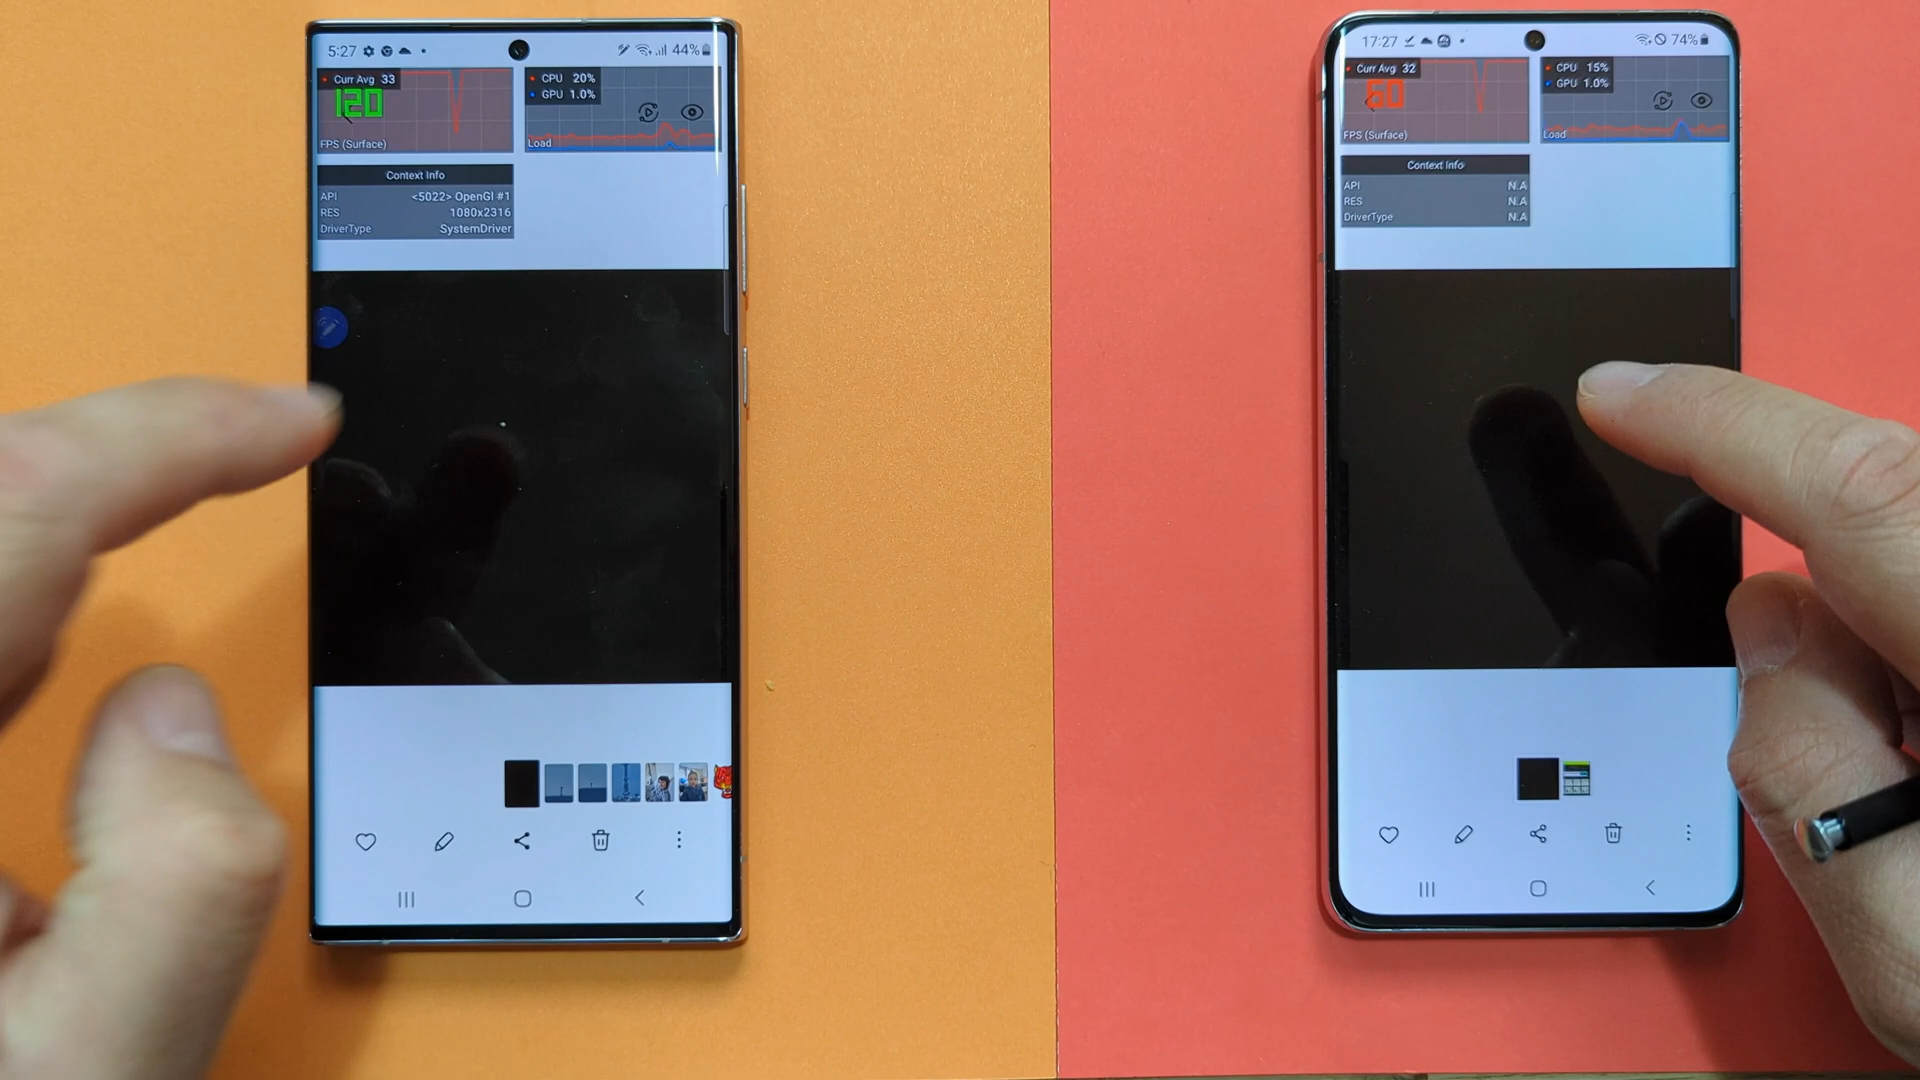 5:27
44%
Curr Avg 33
120
FPS (Surface)
CPU 20%
GPU 1.0%
Load
Context Info
API <5022> OpenGl #1
RES 1080x2316
DriverType SystemDriver
17:27
74%
Curr Avg 32
60
FPS (Surface)
CPU 15%
GPU 1.0%
Load
Context Info
API N.A
RES N.A
DriverType N.A